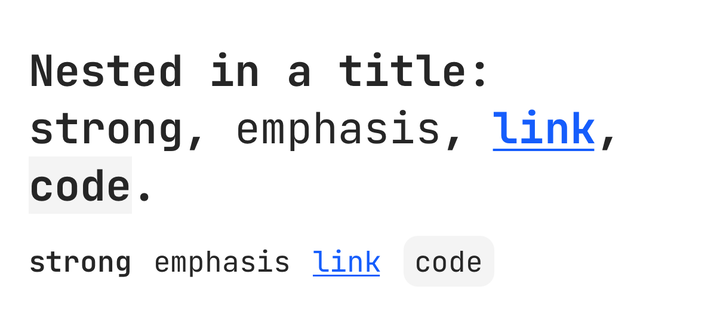 Nested in a title:
strong, emphasis, link,
code.
strong emphasis link code